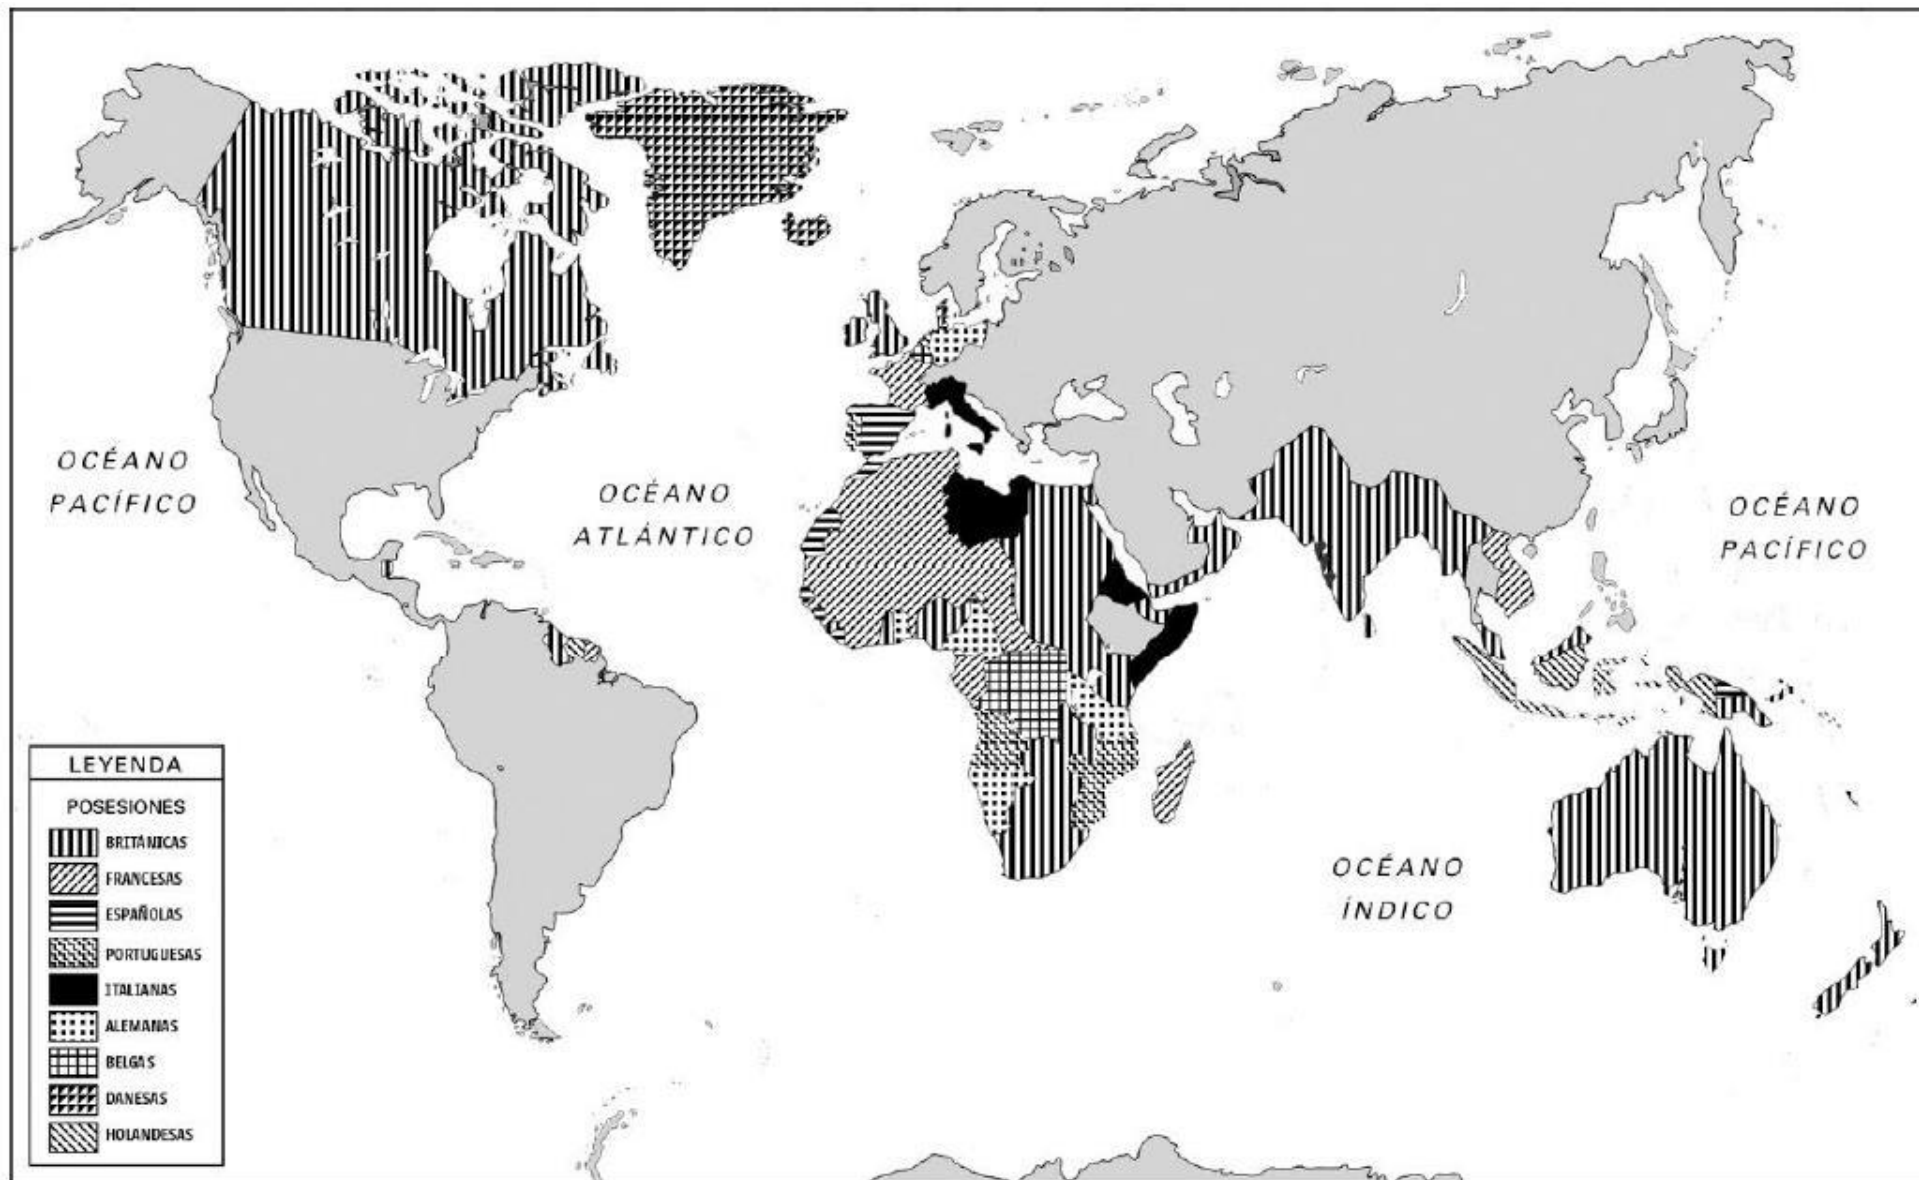 OCÉANO
PACÍFICO
OCÉANO
ATLÁNTICO
OCÉANO
PACÍFICO
OCÉANO
ÍNDICO
LEYENDA
POSESIONES
BRITÁNICAS
FRANCESAS
ESPAÑOLAS
PORTUGUESAS
ITALIANAS
ALEMANAS
BELGAS
DANESAS
HOLANDESAS